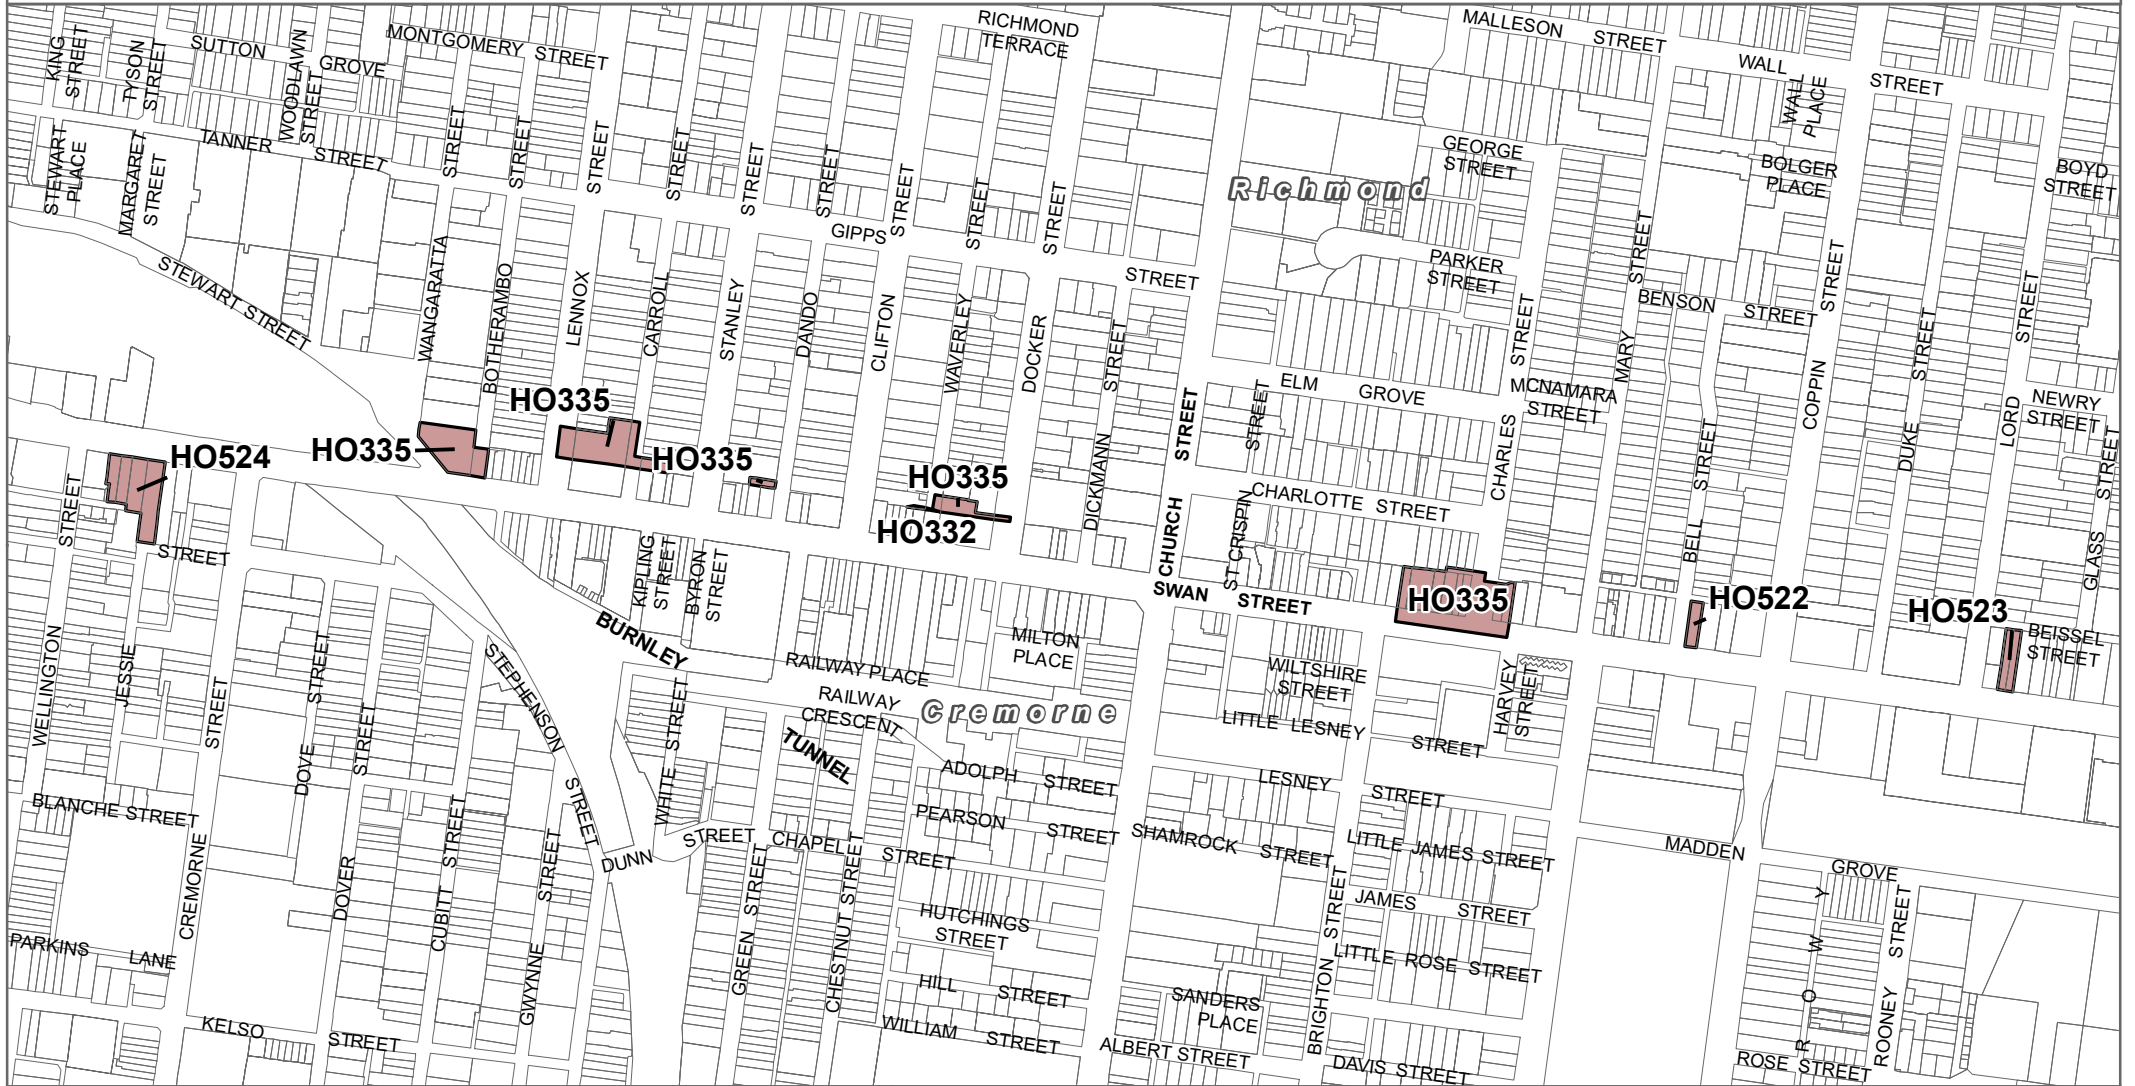 KING
STREET
TYSON
STREET
SUTTON
GROVE
WOODLAWN
STREET
MONTGOMERY STREET
RICHMOND
TERRACE
MALLESON STREET
WALL STREET
WALL
PLACE
STEWART
PLACE
MARGARET
STREET
TANNER STREET
STREET
STREET
STREET
STREET
STREET
STREET
STREET
STREET
STREET
GEORGE
STREET
BOLGER
PLACE
BOYD
STREET
Richmond
GIPPS STREET
PARKER
STREET
BENSON STREET
STEWART STREET
WANGARATTA
BOTHERAMBO
LENNOX
CARROLL
STANLEY
DANDO
CLIFTON
WAVERLEY
DOCKER
DICKMANN STREET
CHURCH STREET
ST CRISPIN STREET
ELM GROVE
CHARLES STREET
MCNAMARA
STREET
MARY STREET
BELL STREET
COPPIN STREET
DUKE STREET
LORD STREET
NEWRY
STREET
GLASS STREET
HO335
HO335
HO335
HO335
HO332
HO524
CHARLOTTE STREET
HO335
HO522
HO523
BEISSEL
STREET
SWAN STREET
WELLINGTON STREET
JESSIE STREET
KIPLING
STREET
BYRON
STREET
BURNLEY
TUNNEL
MILTON
PLACE
RAILWAY PLACE
RAILWAY
CRESCENT
Cremorne
WILTSHIRE
STREET
LITTLE LESNEY STREET
HARVEY
STREET
STEPHENSON STREET
WHITE STREET
DOVE STREET
DOVER STREET
CREMORNE STREET
CUBITT STREET
GWYNNE STREET
BLANCHE STREET
ADOLPH STREET
LESNEY STREET
PEARSON STREET
SHAMROCK STREET
LITTLE JAMES STREET
MADDEN GROVE
DUNN STREET
CHAPEL STREET
GREEN STREET
CHESTNUT STREET
HUTCHINGS
STREET
JAMES STREET
BRIGHTON STREET
LITTLE ROSE STREET
PARKINS LANE
HILL STREET
SANDERS
PLACE
ROWY
ROONEY STREET
KELSO STREET
WILLIAM STREET
ALBERT STREET
DAVIS STREET
ROSE STREET